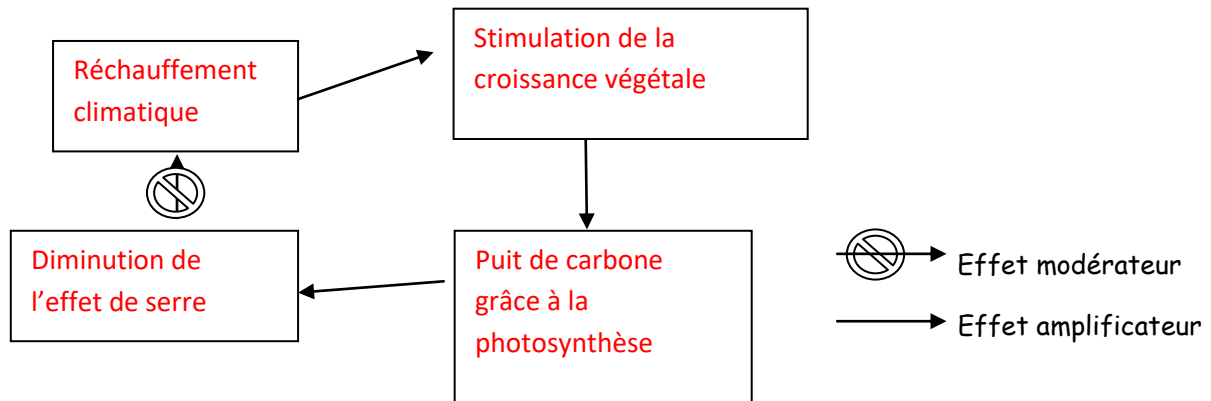 Réchauffement
climatique
Stimulation de la
croissance végétale
Diminution de
l’effet de serre
Puit de carbone
grâce à la
photosynthèse
Effet modérateur
Effet amplificateur